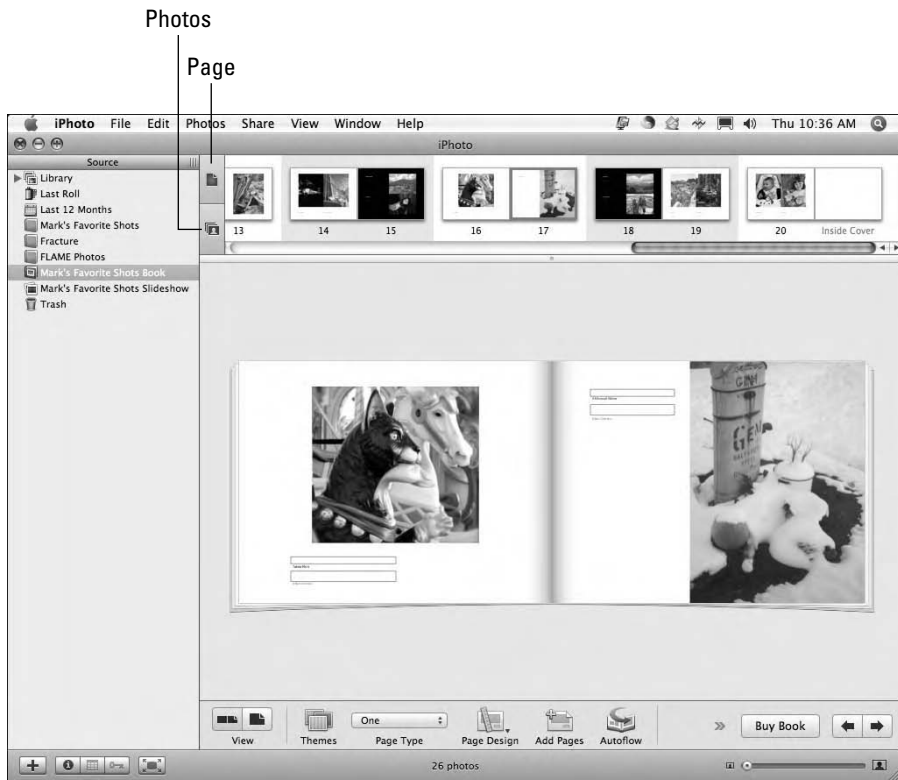 Photos
Page
iPhoto File Edit Photos Share View Window Help Thu 10:36 AM
iPhoto
Source
Library
Last Roll
Last 12 Months
Mark's Favorite Shots
Fracture
FLAME Photos
Mark's Favorite Shots Book
Mark's Favorite Shots Slideshow
Trash
13 14 15 16 17 18 19 20 Inside Cover
GEM
GEM
View
Themes
One
Page Type
Page Design
Add Pages
Autoflow
Buy Book
26 photos